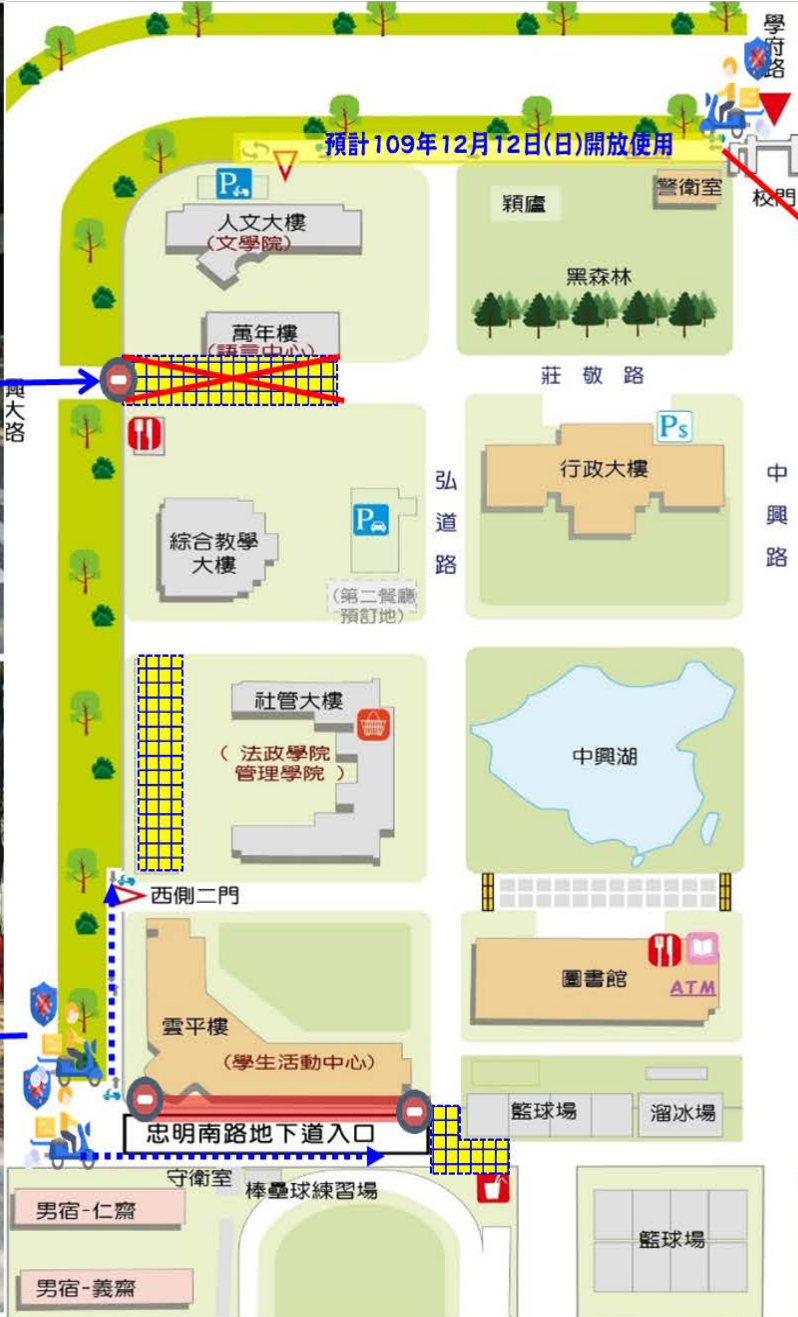 學府路
預計109年12月12日(日)開放使用
校門
警衛室
穎廬
P
人文大樓
(文學院)
黑森林
萬年樓
(語言中心)
莊敬路
興大路
Ps
行政大樓
弘道路
中興路
P
綜合教學
大樓
(第二餐廳
預訂地)
社管大樓
( 法政學院
管理學院 )
中興湖
西側二門
圖書館
ATM
雲平樓
(學生活動中心)
籃球場
溜冰場
忠明南路地下道入口
守衛室
棒壘球練習場
男宿-仁齋
籃球場
男宿-義齋